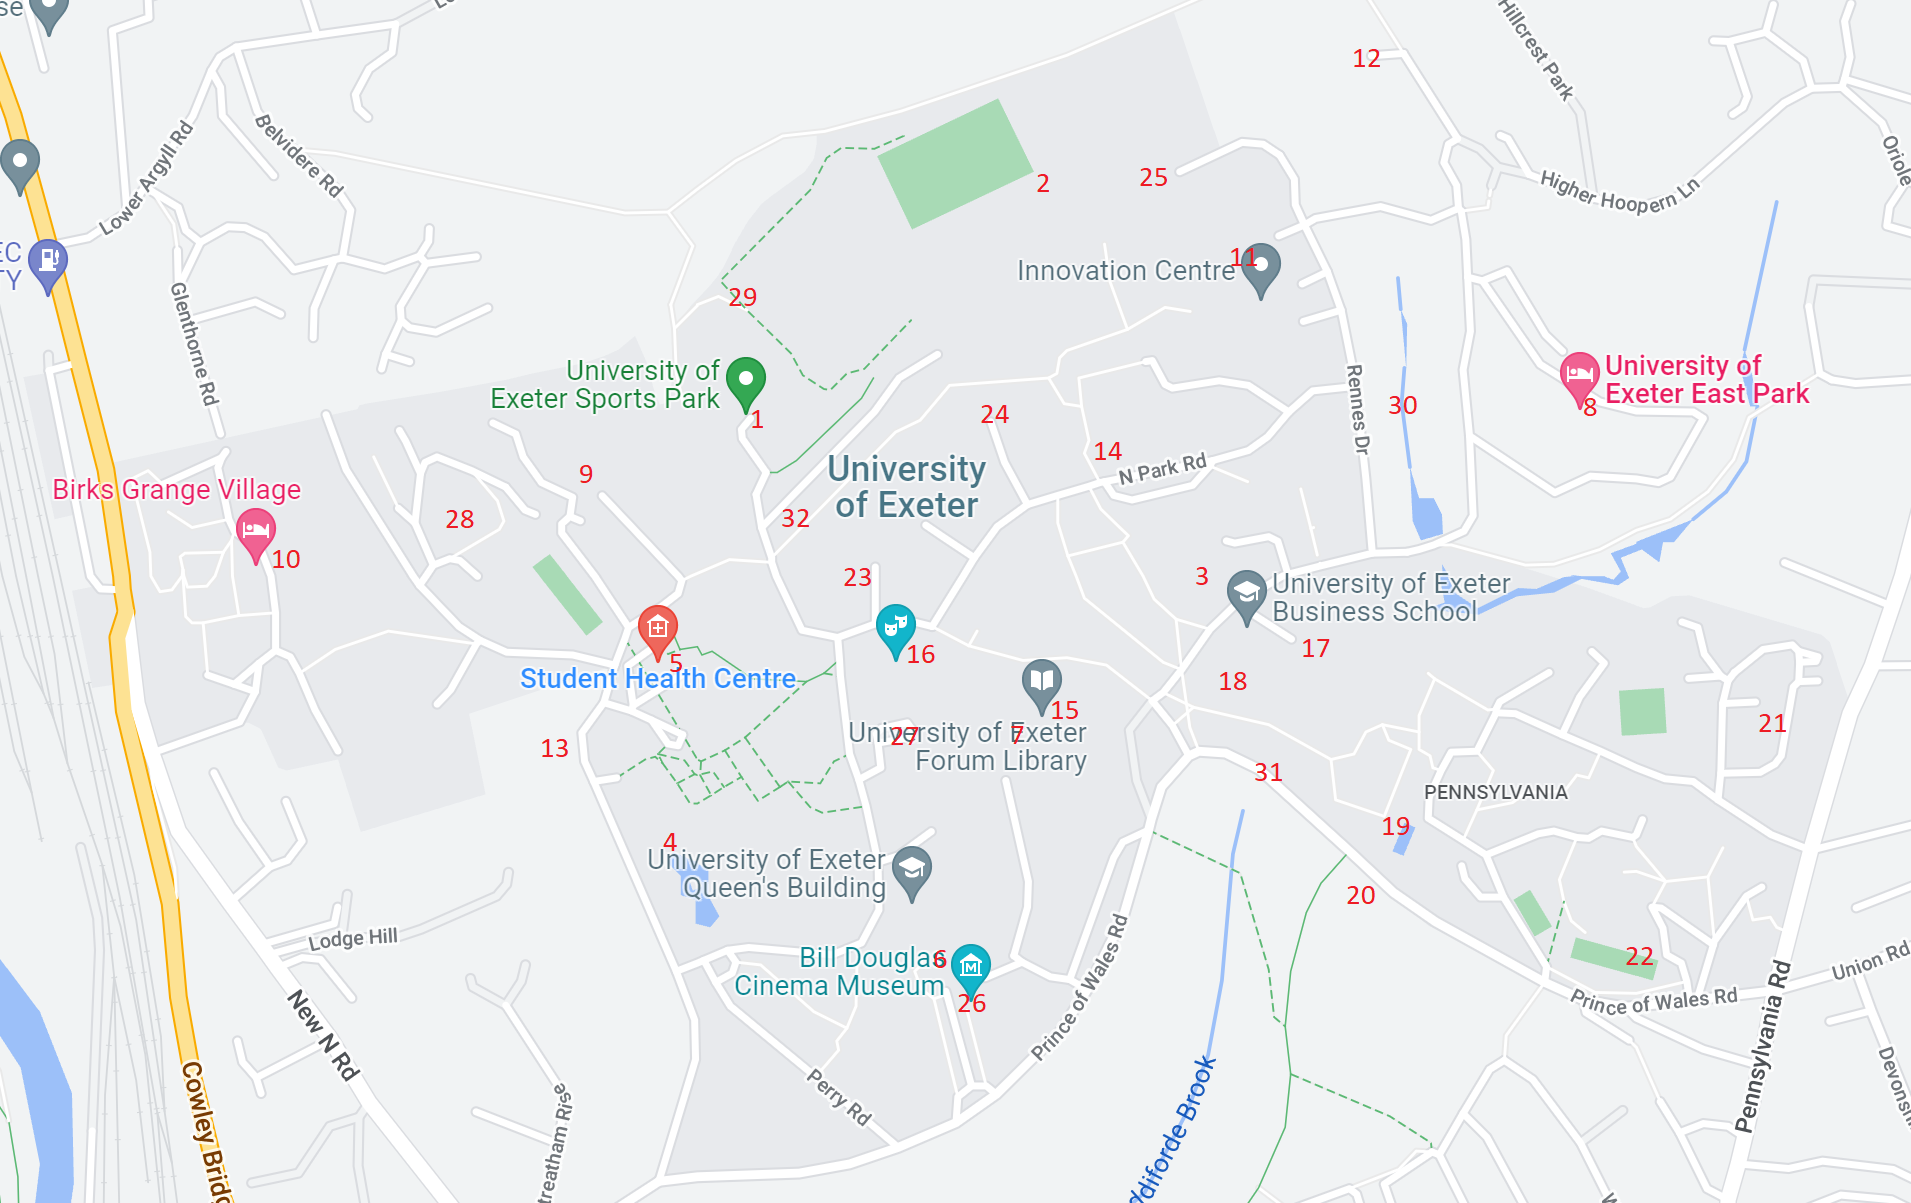 se
Lo
12
Hillcrest Park
Belvidere Rd
Lower Argyll Rd
Oriole
2
25
Higher Hoopern Ln
EC
TY
11
Innovation Centre
29
Glenthorne Rd
University of
Exeter Sports Park
1
Rennes Dr
30
University of
Exeter East Park
8
24
14
N Park Rd
9
University
of Exeter
Birks Grange Village
28
32
10
23
3
University of Exeter
Business School
16
17
5
Student Health Centre
18
15
27
7
University of Exeter
Forum Library
13
21
31
PENNSYLVANIA
19
4
University of Exeter
Queen's Building
20
Lodge Hill
6
Bill Douglas
Cinema Museum
26
22
Union Rd
Prince of Wales Rd
Prince of Wales Rd
New N Rd
Pennsylvania Rd
Perry Rd
Cowley Bridg
treatham Rise
ddiforde Brook
Devonsh
W